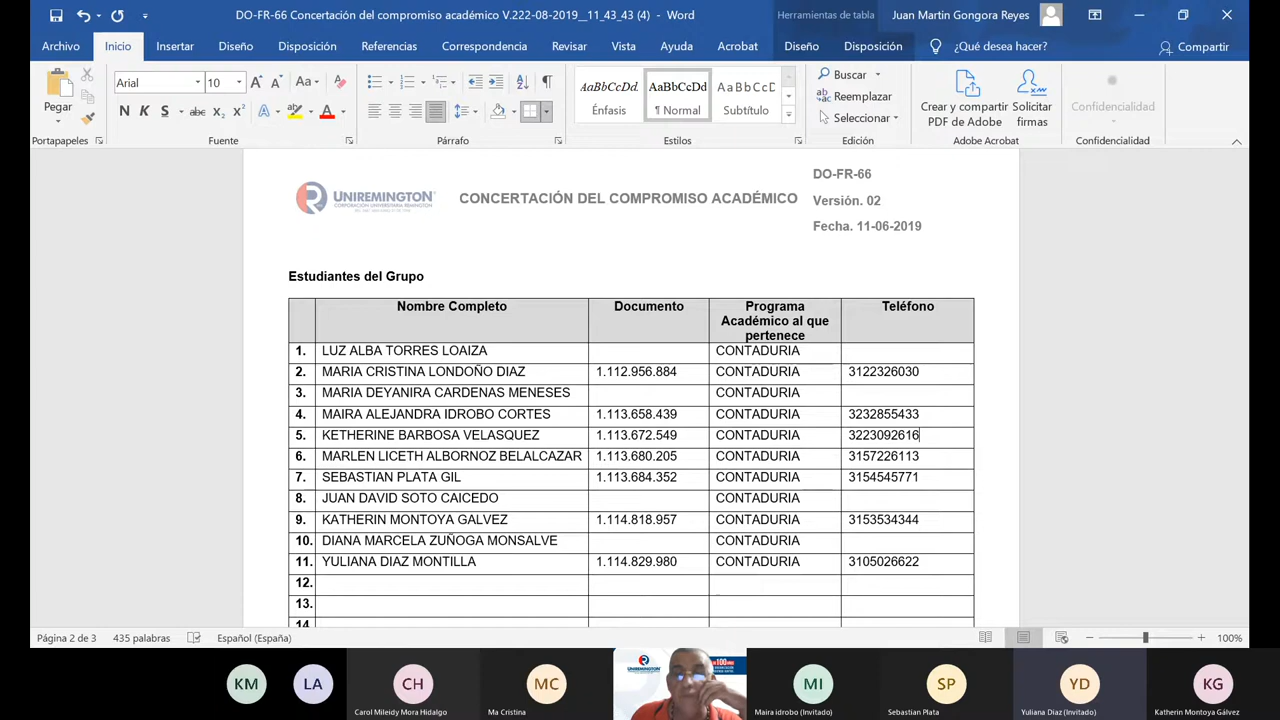 DO-FR-66 Concertación del compromiso académico V.222-08-2019__11_43_43 (4) - Word
Herramientas de tabla
Juan Martin Gongora Reyes
Archivo Inicio Insertar Diseño Disposición Referencias Correspondencia Revisar Vista Ayuda Acrobat Diseño Disposición ¿Qué desea hacer? Compartir
Pegar
Arial 10
N K S abc x₂ x²
AaBbCcDd. AaBbCcDd AaBbCcD
Énfasis ¶ Normal Subtítulo
Buscar
Reemplazar
Seleccionar
Crear y compartir PDF de Adobe
Solicitar firmas
Confidencialidad
Portapapeles Fuente Párrafo Estilos Edición Adobe Acrobat Confidencialidad
UNIREMINGTON
CORPORACIÓN UNIVERSITARIA REMINGTON
CONCERTACIÓN DEL COMPROMISO ACADÉMICO
DO-FR-66
Versión. 02
Fecha. 11-06-2019
Estudiantes del Grupo
Nombre Completo Documento Programa Académico al que pertenece Teléfono
1. LUZ ALBA TORRES LOAIZA CONTADURIA
2. MARIA CRISTINA LONDOÑO DIAZ 1.112.956.884 CONTADURIA 3122326030
3. MARIA DEYANIRA CARDENAS MENESES CONTADURIA
4. MAIRA ALEJANDRA IDROBO CORTES 1.113.658.439 CONTADURIA 3232855433
5. KETHERINE BARBOSA VELASQUEZ 1.113.672.549 CONTADURIA 3223092616
6. MARLEN LICETH ALBORNOZ BELALCAZAR 1.113.680.205 CONTADURIA 3157226113
7. SEBASTIAN PLATA GIL 1.113.684.352 CONTADURIA 3154545771
8. JUAN DAVID SOTO CAICEDO CONTADURIA
9. KATHERIN MONTOYA GALVEZ 1.114.818.957 CONTADURIA 3153534344
10. DIANA MARCELA ZUÑOGA MONSALVE CONTADURIA
11. YULIANA DIAZ MONTILLA 1.114.829.980 CONTADURIA 3105026622
12.
13.
14
Página 2 de 3 435 palabras Español (España) 100%
KM LA CH MC MI SP YD KG
Carol Mileidy Mora Hidalgo Ma Cristina Maira idrobo (Invitado) Sebastian Plata Yuliana Díaz (Invitado) Katherin Montoya Gálvez
UNIREMINGTON